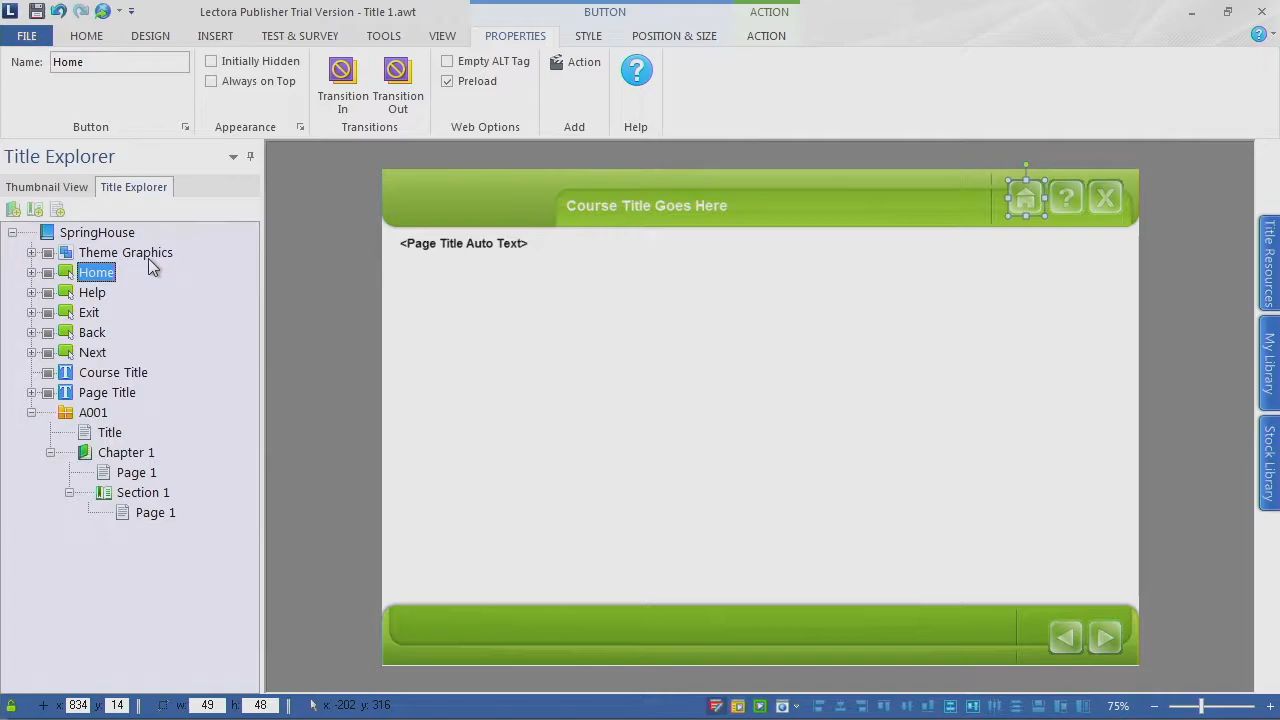 Lectora Publisher Trial Version - Title 1.awt
BUTTON
ACTION
FILE
HOME
DESIGN
INSERT
TEST & SURVEY
TOOLS
VIEW
PROPERTIES
STYLE
POSITION & SIZE
ACTION
Name: Home
Button
Initially Hidden
Always on Top
Appearance
Transition In
Transition Out
Transitions
Empty ALT Tag
Preload
Web Options
Action
Add
Help
Title Explorer
Thumbnail View
Title Explorer
SpringHouse
Theme Graphics
Home
Help
Exit
Back
Next
Course Title
Page Title
A001
Title
Chapter 1
Page 1
Section 1
Page 1
Course Title Goes Here
<Page Title Auto Text>
Title Resources
My Library
Stock Library
x: 834 y: 14
w: 49 h: 48
x: -202 y: 316
75%